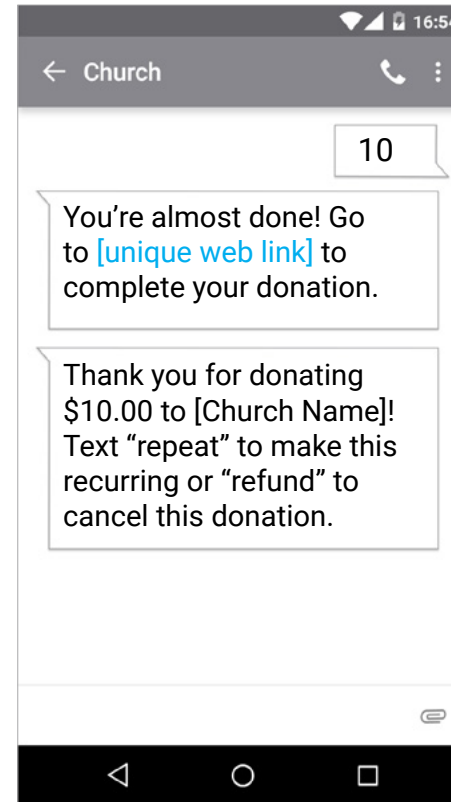 16:54
Church
10
You’re almost done! Go
to [unique web link] to
complete your donation.
Thank you for donating
$10.00 to [Church Name]!
Text “repeat” to make this
recurring or “refund” to
cancel this donation.